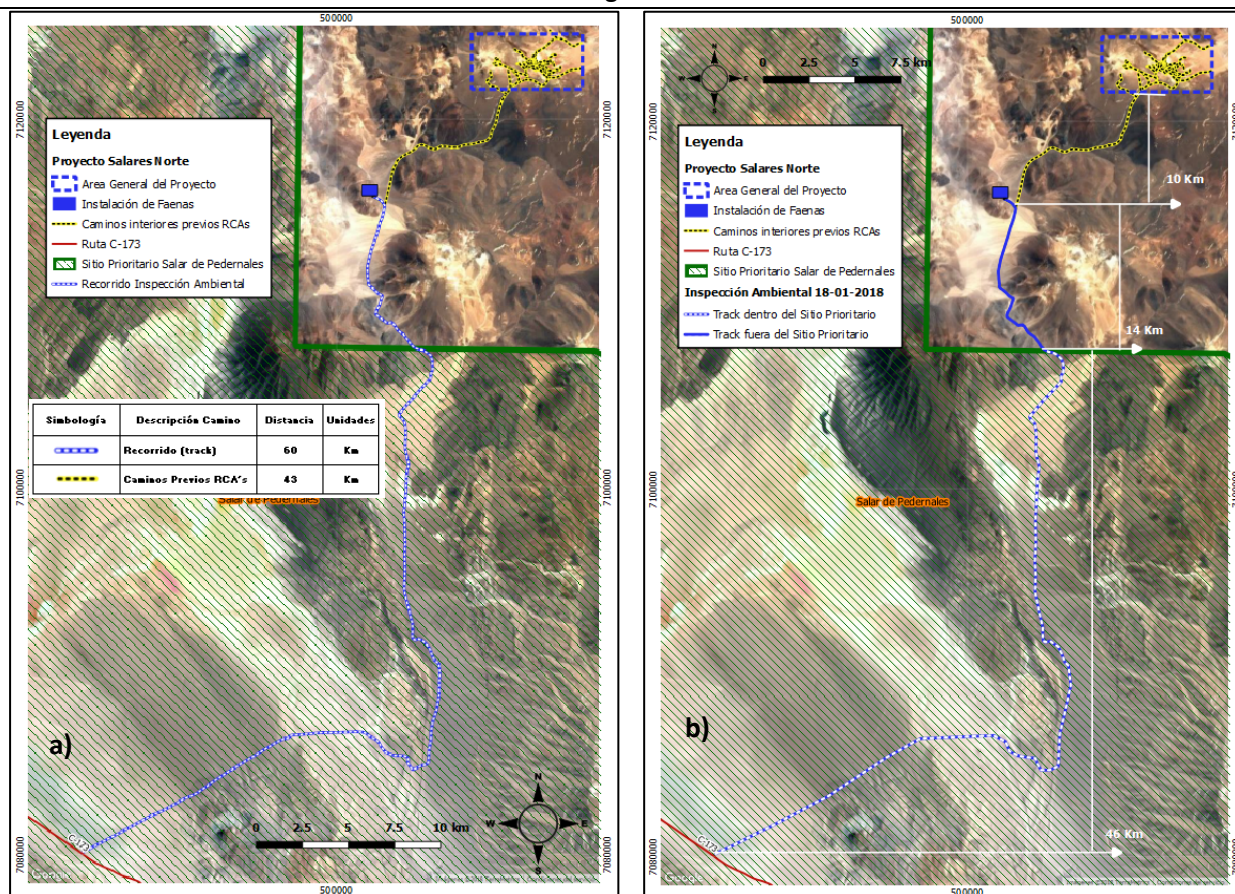 500000
7120000
7120000
Leyenda
Proyecto Salares Norte
Area General del Proyecto
Instalación de Faenas
Caminos interiores previos RCAs
Ruta C-173
Sitio Prioritario Salar de Pedernales
Recorrido Inspección Ambiental
Simbología Descripción Camino Distancia Unidades
Recorrido (track) 60 Km
Caminos Previos RCA's 43 Km
Salar de Pedernales
7100000
7100000
a)
N
W E
S
0 2.5 5 7.5 10 km
C-173
7080000
7080000
Google
500000
500000
N
W E
S
0 2.5 5 7.5 km
7120000
7120000
Leyenda
Proyecto Salares Norte
Area General del Proyecto
Instalación de Faenas
Caminos interiores previos RCAs
Ruta C-173
Sitio Prioritario Salar de Pedernales
Inspección Ambiental 18-01-2018
Track dentro del Sitio Prioritario
Track fuera del Sitio Prioritario
10 Km
14 Km
Salar de Pedernales
7100000
7100000
b)
46 Km
C-173
7080000
7080000
Google
500000